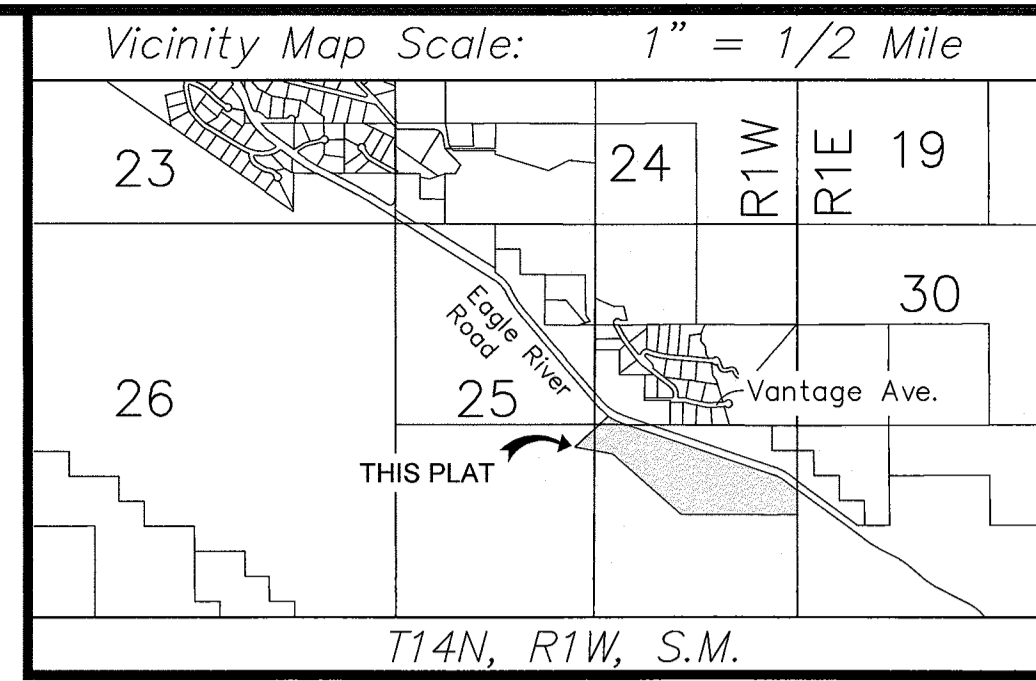 Vicinity Map Scale: 1" = 1/2 Mile
23
24
R1W
R1E
19
30
Eagle River
Road
26
25
Vantage Ave.
THIS PLAT
T14N, R1W, S.M.